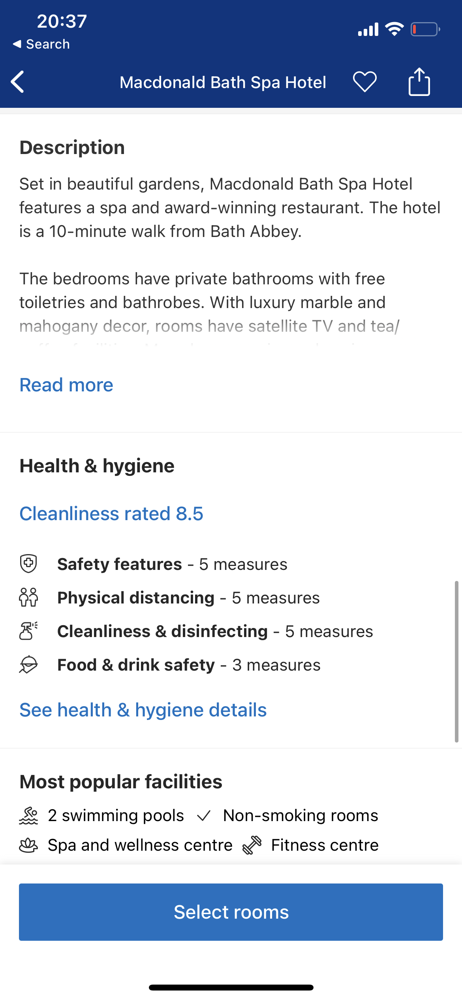 20:37
Search
Macdonald Bath Spa Hotel
Description
Set in beautiful gardens, Macdonald Bath Spa Hotel
features a spa and award-winning restaurant. The hotel
is a 10-minute walk from Bath Abbey.
The bedrooms have private bathrooms with free
toiletries and bathrobes. With luxury marble and
mahogany decor, rooms have satellite TV and tea/
Read more
Health & hygiene
Cleanliness rated 8.5
Safety features - 5 measures
Physical distancing - 5 measures
Cleanliness & disinfecting - 5 measures
Food & drink safety - 3 measures
See health & hygiene details
Most popular facilities
2 swimming pools Non-smoking rooms
Spa and wellness centre Fitness centre
Select rooms